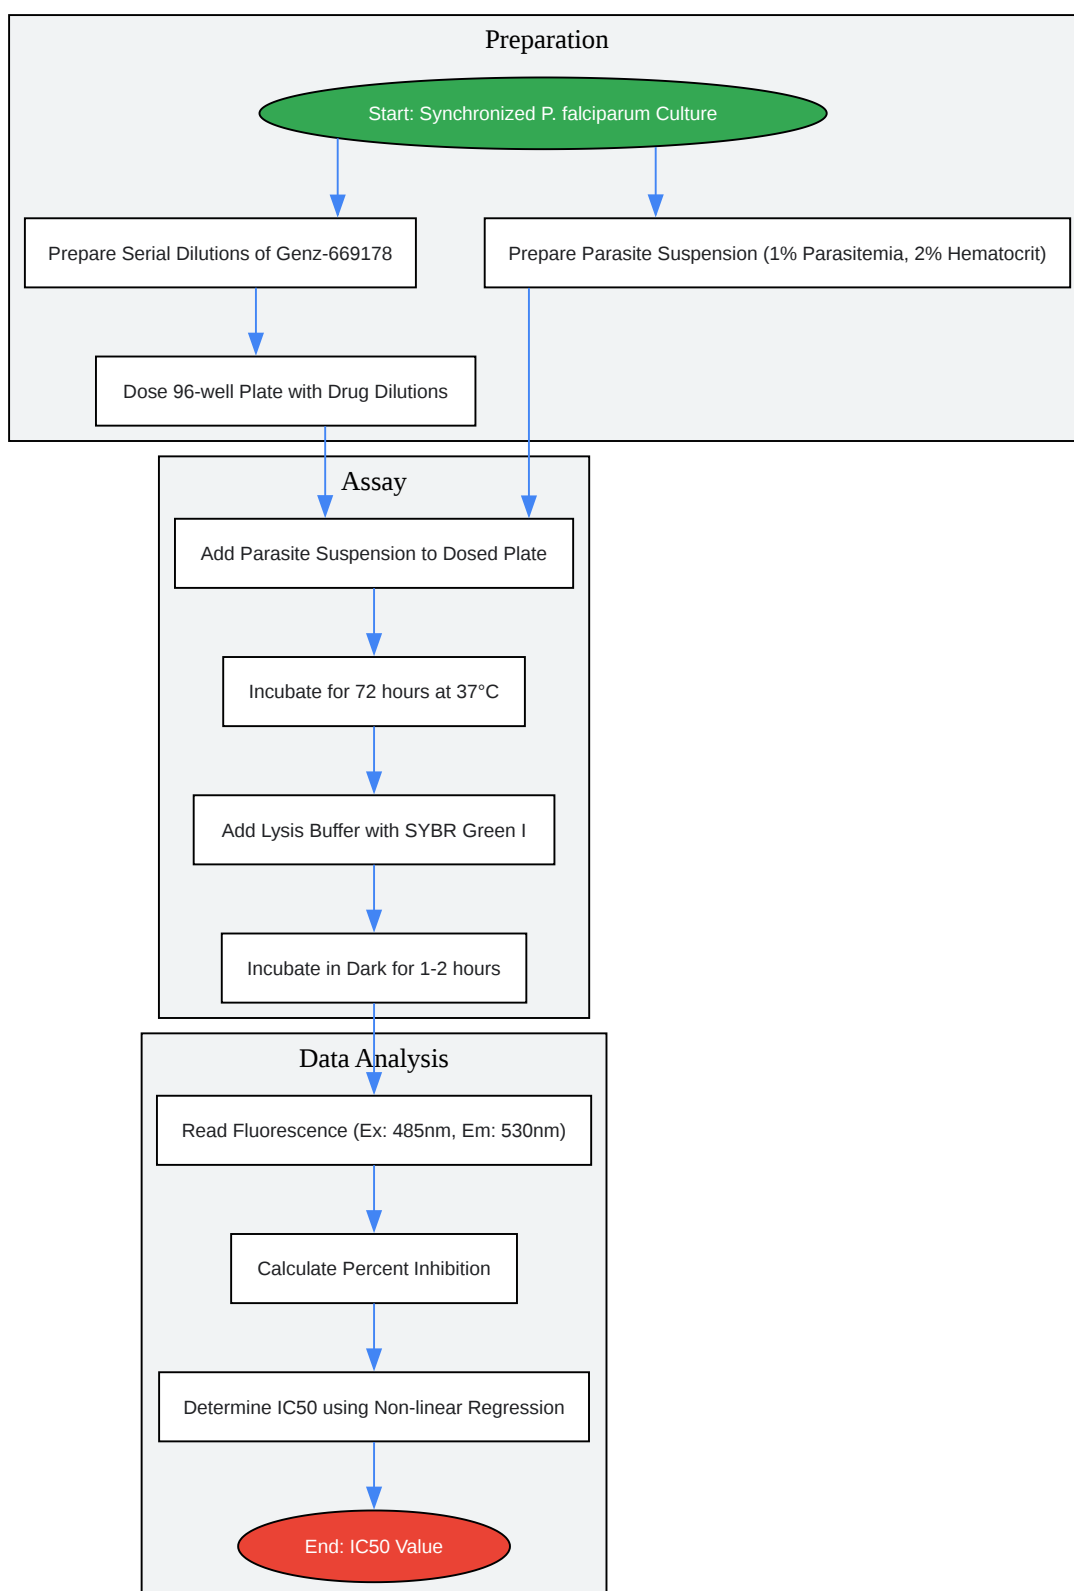 Preparation
Start: Synchronized P. falciparum Culture
Prepare Serial Dilutions of Genz-669178
Prepare Parasite Suspension (1% Parasitemia, 2% Hematocrit)
Dose 96-well Plate with Drug Dilutions
Assay
Add Parasite Suspension to Dosed Plate
Incubate for 72 hours at 37°C
Add Lysis Buffer with SYBR Green I
Incubate in Dark for 1-2 hours
Data Analysis
Read Fluorescence (Ex: 485nm, Em: 530nm)
Calculate Percent Inhibition
Determine IC50 using Non-linear Regression
End: IC50 Value